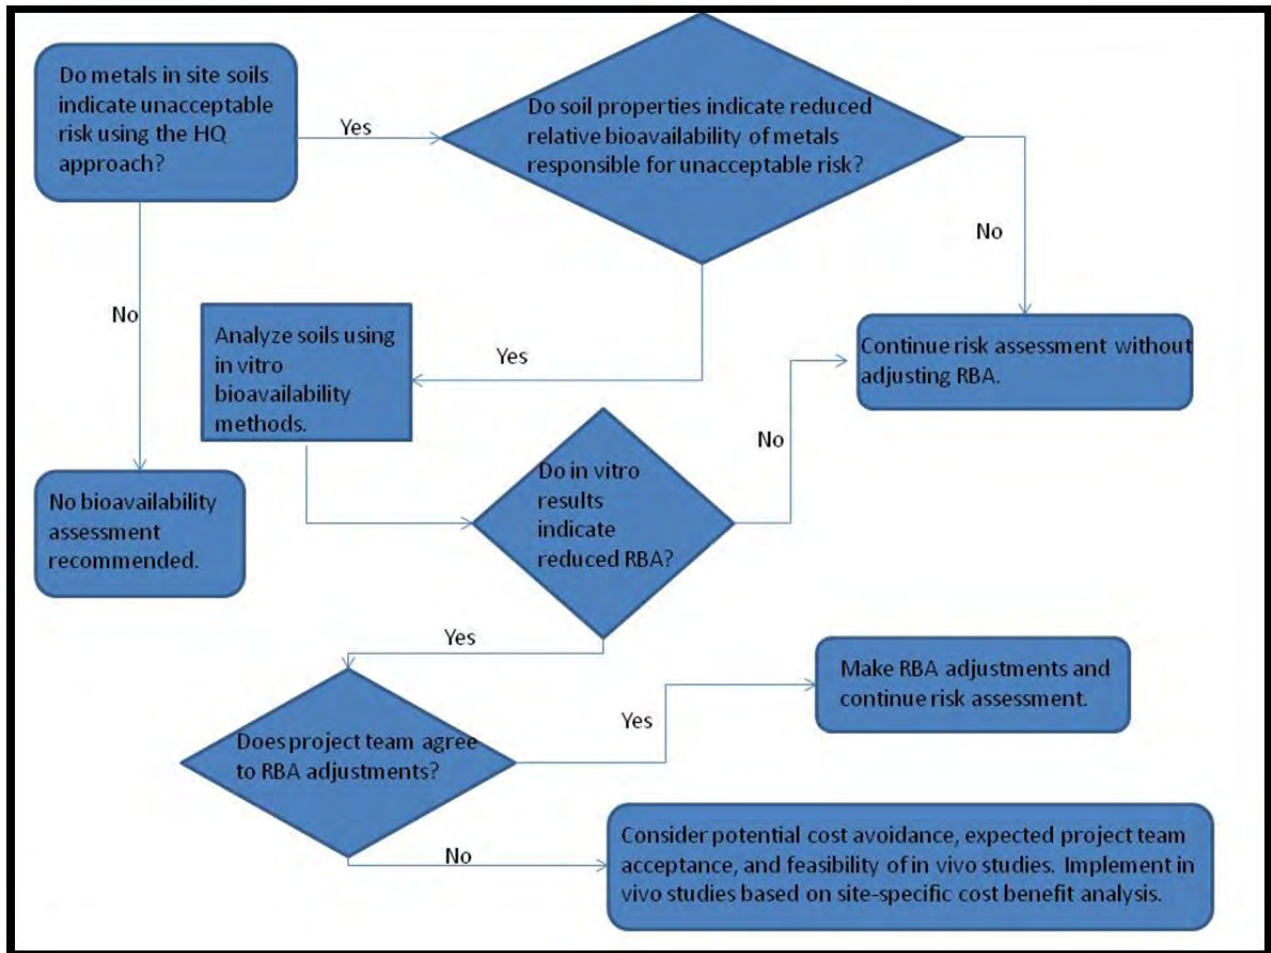 Do metals in site soils
indicate unacceptable
risk using the HQ
approach?
Yes
Do soil properties indicate reduced
relative bioavailability of metals
responsible for unacceptable risk?
No
No
Analyze soils using
in vitro
bioavailability
methods.
Yes
Continue risk assessment without
adjusting RBA.
No
Do in vitro
results
indicate
reduced RBA?
No bioavailability
assessment
recommended.
Yes
Make RBA adjustments and
continue risk assessment.
Yes
Does project team agree
to RBA adjustments?
No
Consider potential cost avoidance, expected project team
acceptance, and feasibility of in vivo studies. Implement in
vivo studies based on site-specific cost benefit analysis.